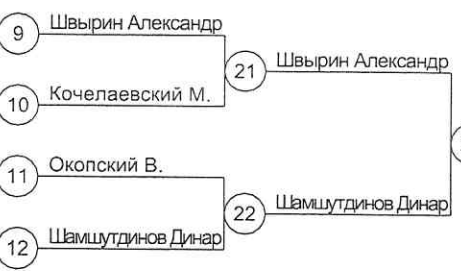 9 Швырин Александр
21 Швырин Александр
10 Кочелаевский М.
11 Окопский В.
22 Шамшутдинов Динар
12 Шамшутдинов Динар